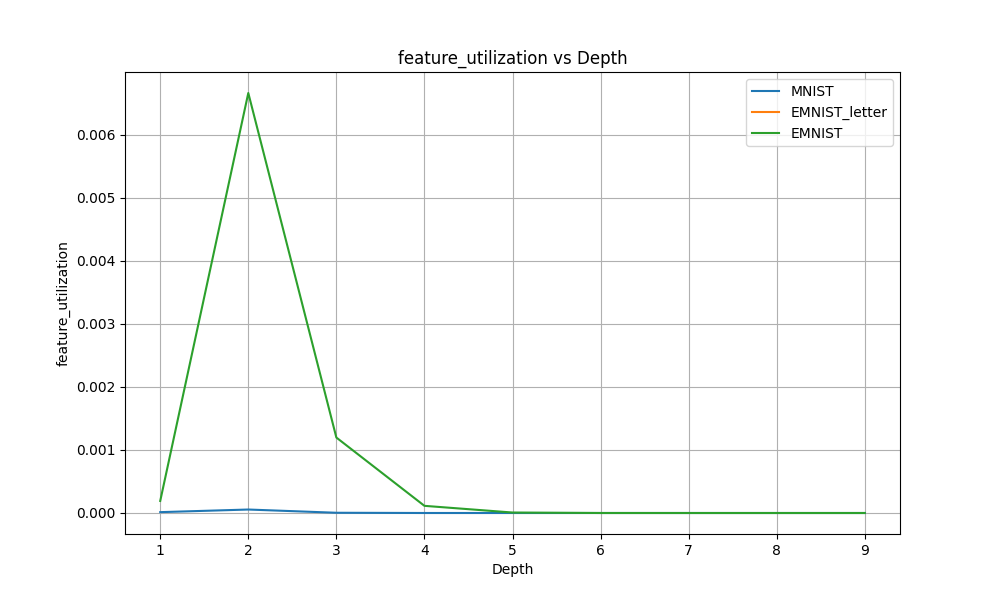 feature_utilization vs Depth
MNIST
EMNIST_letter
EMNIST
feature_utilization
0.006
0.005
0.004
0.003
0.002
0.001
0.000
1 2 3 4 5 6 7 8 9
Depth